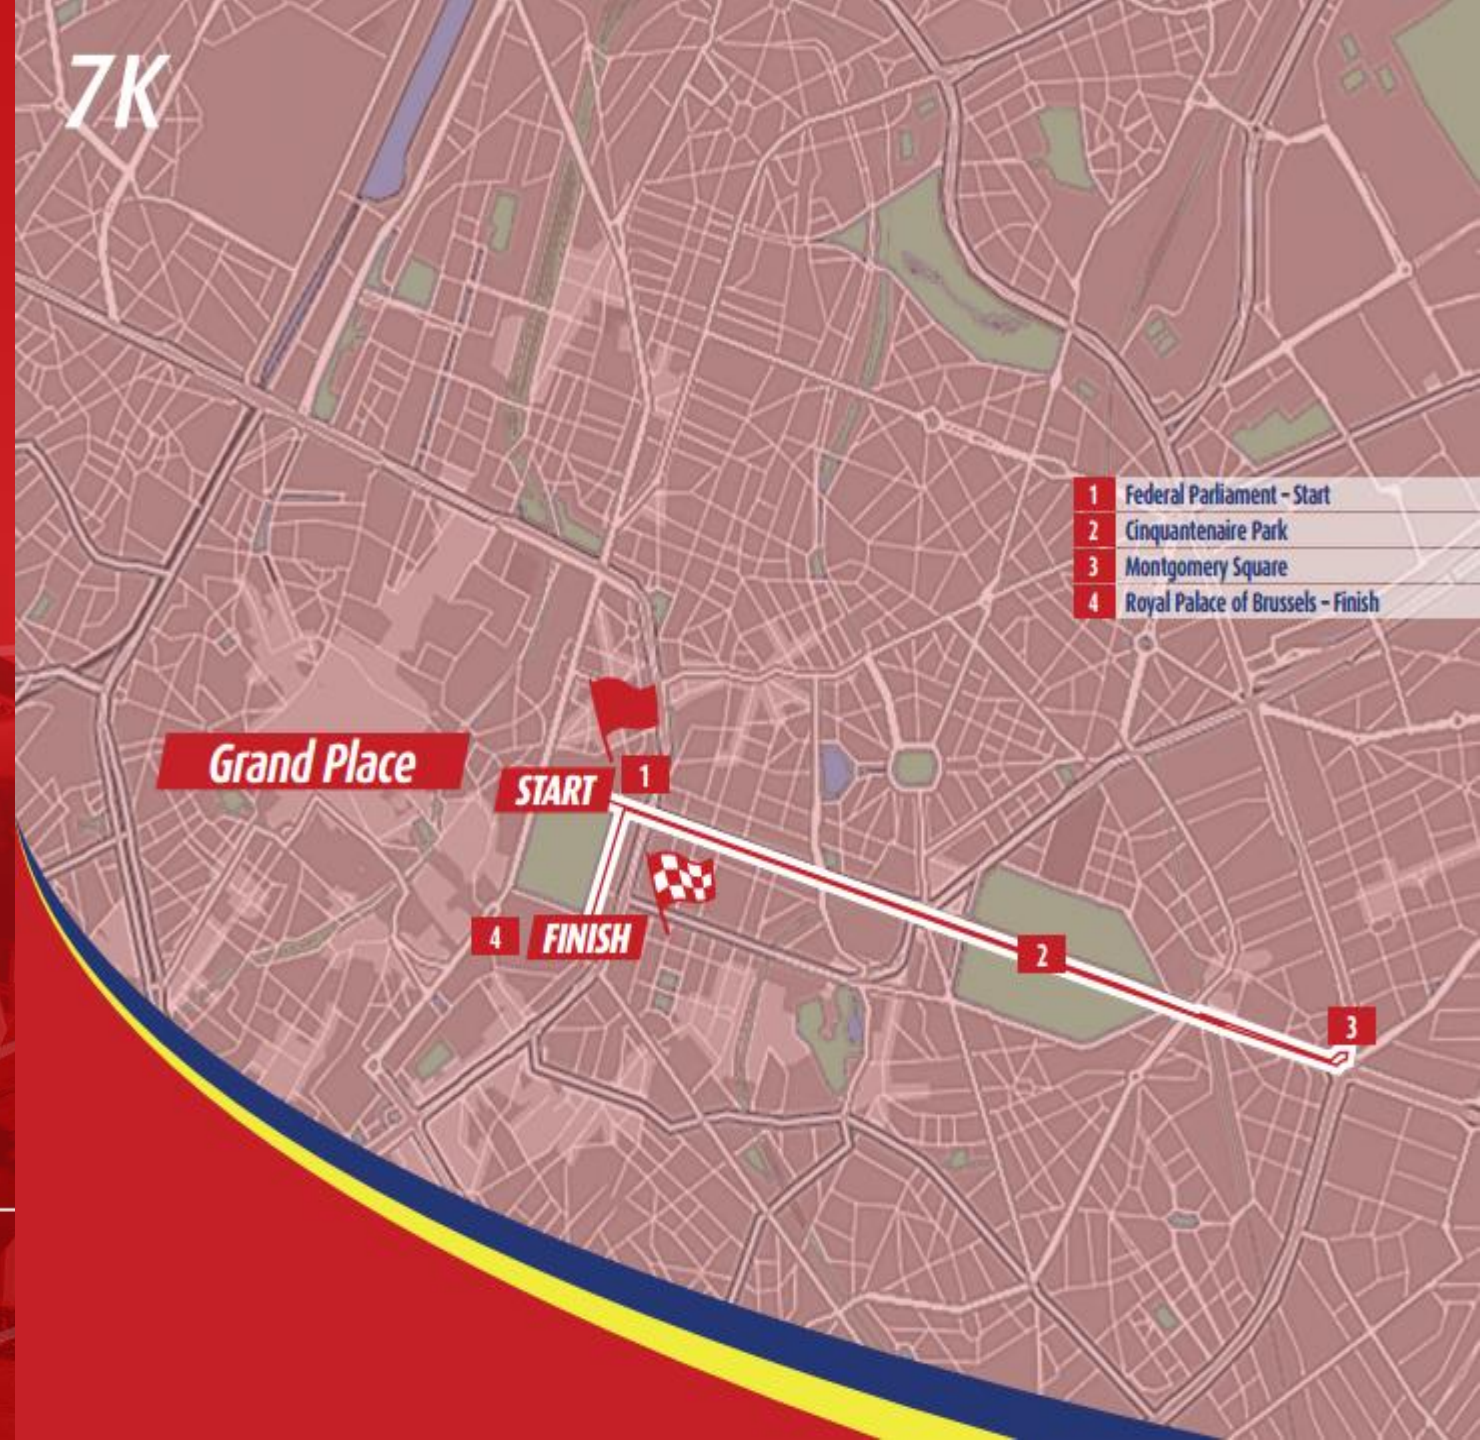 7K
1 Federal Parliament – Start
2 Cinquantenaire Park
3 Montgomery Square
4 Royal Palace of Brussels – Finish
Grand Place
START 1
4 FINISH
2
3